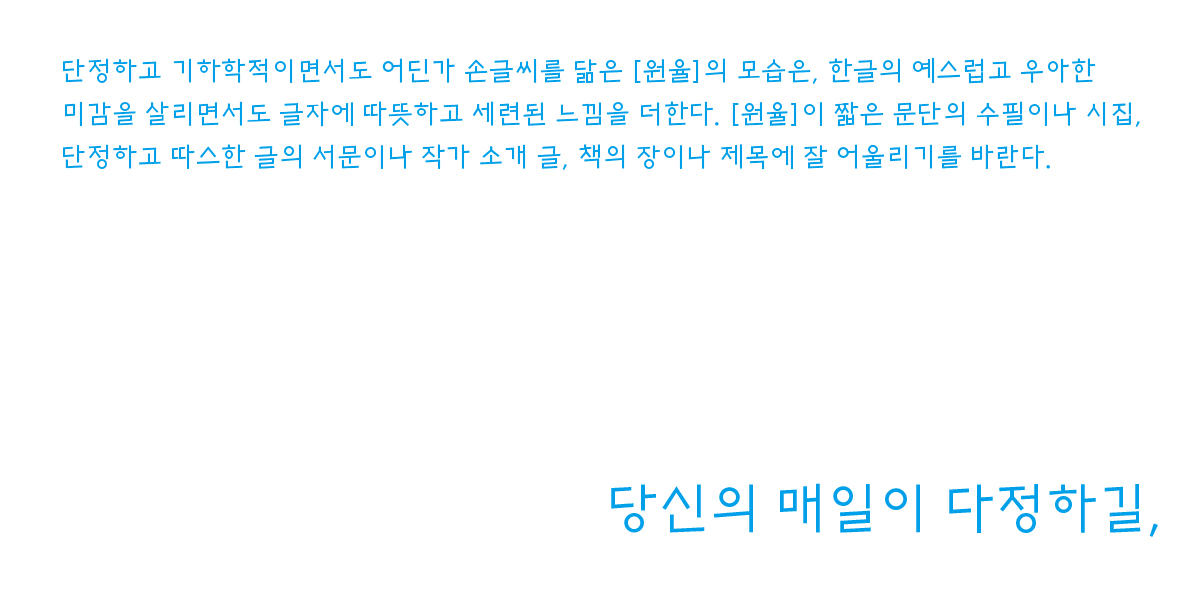 단정하고 기하학적이면서도 어딘가 손글씨를 닮은 [원율]의 모습은, 한글의 예스럽고 우아한
미감을 살리면서도 글자에 따뜻하고 세련된 느낌을 더한다. [원율]이 짧은 문단의 수필이나 시집,
단정하고 따스한 글의 서문이나 작가 소개 글, 책의 장이나 제목에 잘 어울리기를 바란다.
당신의 매일이 다정하길,